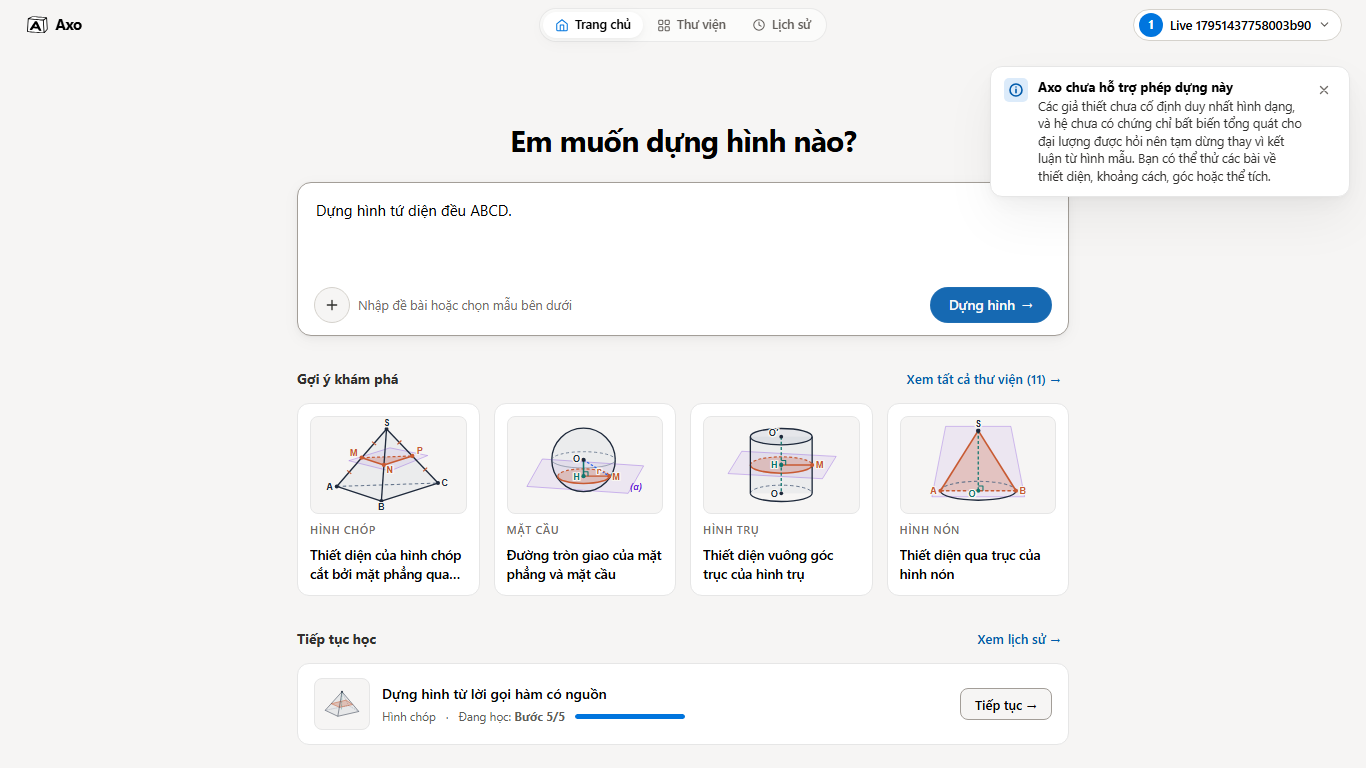 Axo
Trang chủ
Thư viện
Lịch sử
1
Live 17951437758003b90
Axo chưa hỗ trợ phép dựng này
Các giả thiết chưa cố định duy nhất hình dạng,
và hệ chưa có chứng chỉ bất biến tổng quát cho
đại lượng được hỏi nên tạm dừng thay vì kết
luận từ hình mẫu. Bạn có thể thử các bài về
thiết diện, khoảng cách, góc hoặc thể tích.
Em muốn dựng hình nào?
Dựng hình tứ diện đều ABCD.
Nhập đề bài hoặc chọn mẫu bên dưới
Dựng hình →
Gợi ý khám phá
Xem tất cả thư viện (11) →
S
M
P
N
A
C
B
O
H
r
M
(α)
O'
H
M
O
S
A
O
B
HÌNH CHÓP
Thiết diện của hình chóp
cắt bởi mặt phẳng qua...
MẶT CẦU
Đường tròn giao của mặt
phẳng và mặt cầu
HÌNH TRỤ
Thiết diện vuông góc
trục của hình trụ
HÌNH NÓN
Thiết diện qua trục của
hình nón
Tiếp tục học
Xem lịch sử →
Dựng hình từ lời gọi hàm có nguồn
Hình chóp · Đang học: Bước 5/5
Tiếp tục →